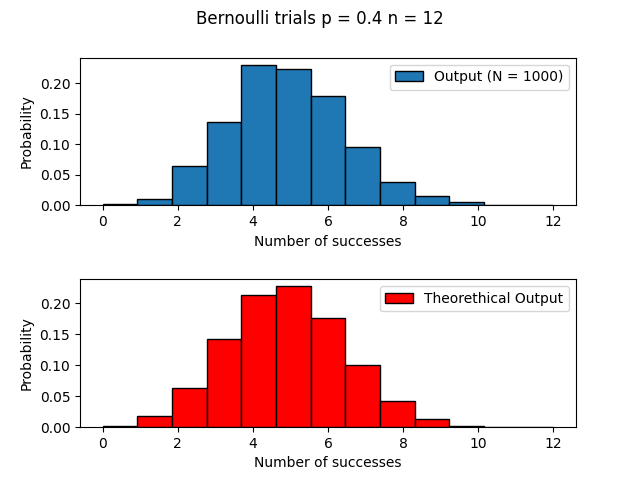 Bernoulli trials p = 0.4 n = 12
Output (N = 1000)
Probability
0.20
0.15
0.10
0.05
0.00
0 2 4 6 8 10 12
Number of successes
Theorethical Output
Probability
0.20
0.15
0.10
0.05
0.00
0 2 4 6 8 10 12
Number of successes